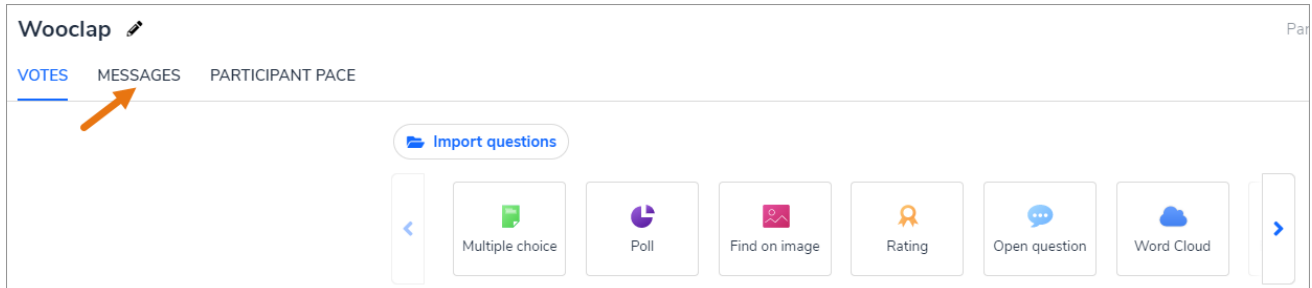 Wooclap
Par
VOTES MESSAGES PARTICIPANT PACE
Import questions
Multiple choice Poll Find on image Rating Open question Word Cloud